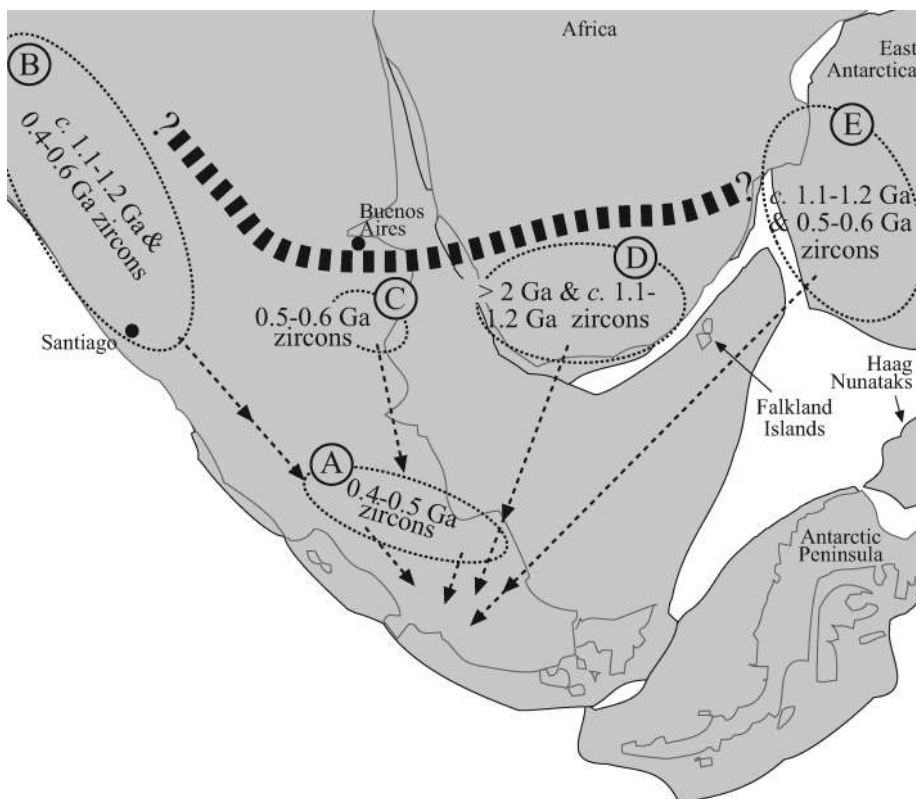 Africa
East
Antarctica
B
c. 1.1-1.2 Ga &
0.4-0.6 Ga zircons
?
?
E
c. 1.1-1.2 Ga
& 0.5-0.6 Ga
zircons
Buenos
Aires
D
> 2 Ga & c. 1.1-
1.2 Ga zircons
C
0.5-0.6 Ga
zircons
Santiago
Haag
Nunataks
Falkland
Islands
A
0.4-0.5 Ga
zircons
Antarctic
Peninsula